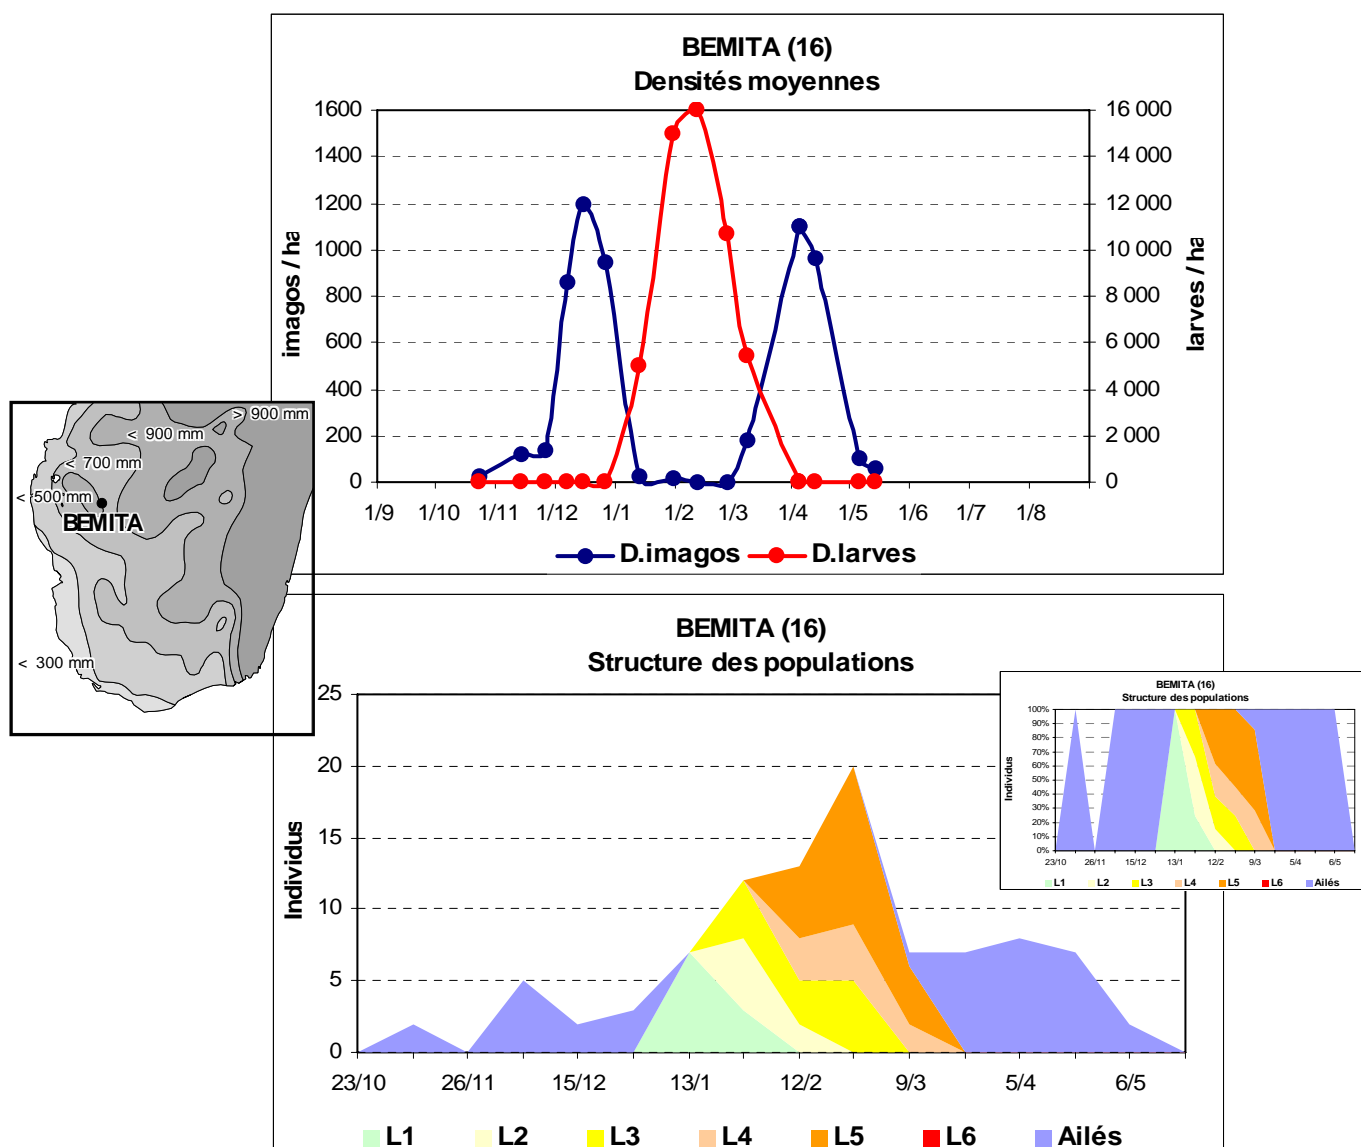 BEMITA (16)
Densités moyennes
1600
1400
1200
1000
800
600
400
200
0
imagos / ha
16 000
14 000
12 000
10 000
8 000
6 000
4 000
2 000
0
larves / ha
1/9 1/10 1/11 1/12 1/1 1/2 1/3 1/4 1/5 1/6 1/7 1/8
D.imagos D.larves
> 900 mm
< 900 mm
< 700 mm
< 500 mm
BEMITA
< 300 mm
BEMITA (16)
Structure des populations
25
20
15
10
5
0
Individus
23/10 26/11 15/12 13/1 12/2 9/3 5/4 6/5
L1 L2 L3 L4 L5 L6 Ailés
BEMITA (16)
Structure des populations
100%
90%
80%
70%
60%
50%
40%
30%
20%
10%
0%
Individus
23/10 26/11 15/12 13/1 12/2 9/3 5/4 6/5
L1 L2 L3 L4 L5 L6 Ailés